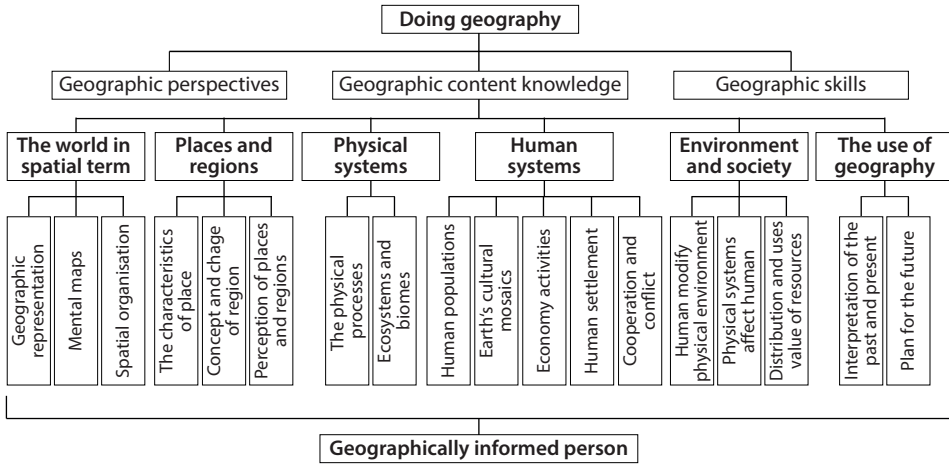 Doing geography
Geographic perspectives
Geographic content knowledge
Geographic skills
The world in
spatial term
Places and
regions
Physical
systems
Human
systems
Environment
and society
The use of
geography
Geographic
representation
Mental maps
Spatial organisation
The characteristics
of place
Concept and chage
of region
Perception of places
and regions
The physical
processes
Ecosystems and
biomes
Human populations
Earth's cultural
mosaics
Economy activities
Human settlement
Cooperation and
conflict
Human modify
physical environment
Physical systems
affect human
Distribution and uses
value of resources
Interpretation of the
past and present
Plan for the future
Geographically informed person